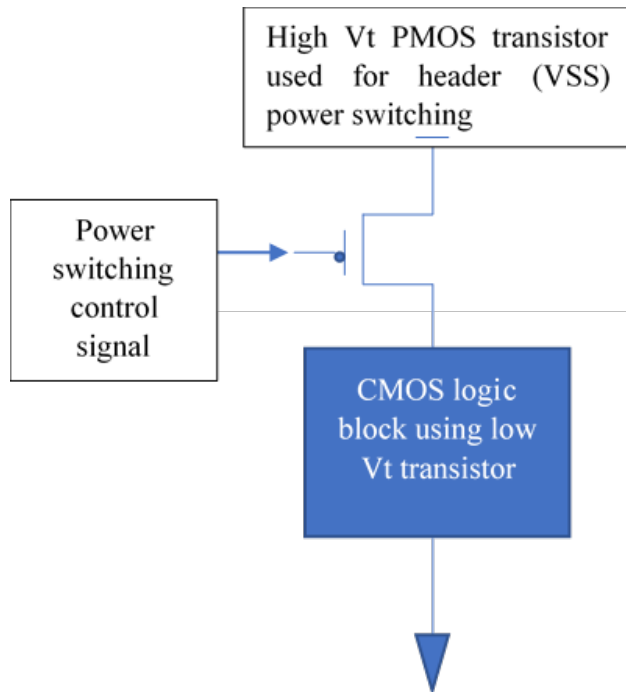 High Vt PMOS transistor
used for header (VSS)
power switching
Power
switching
control
signal
CMOS logic
block using low
Vt transistor